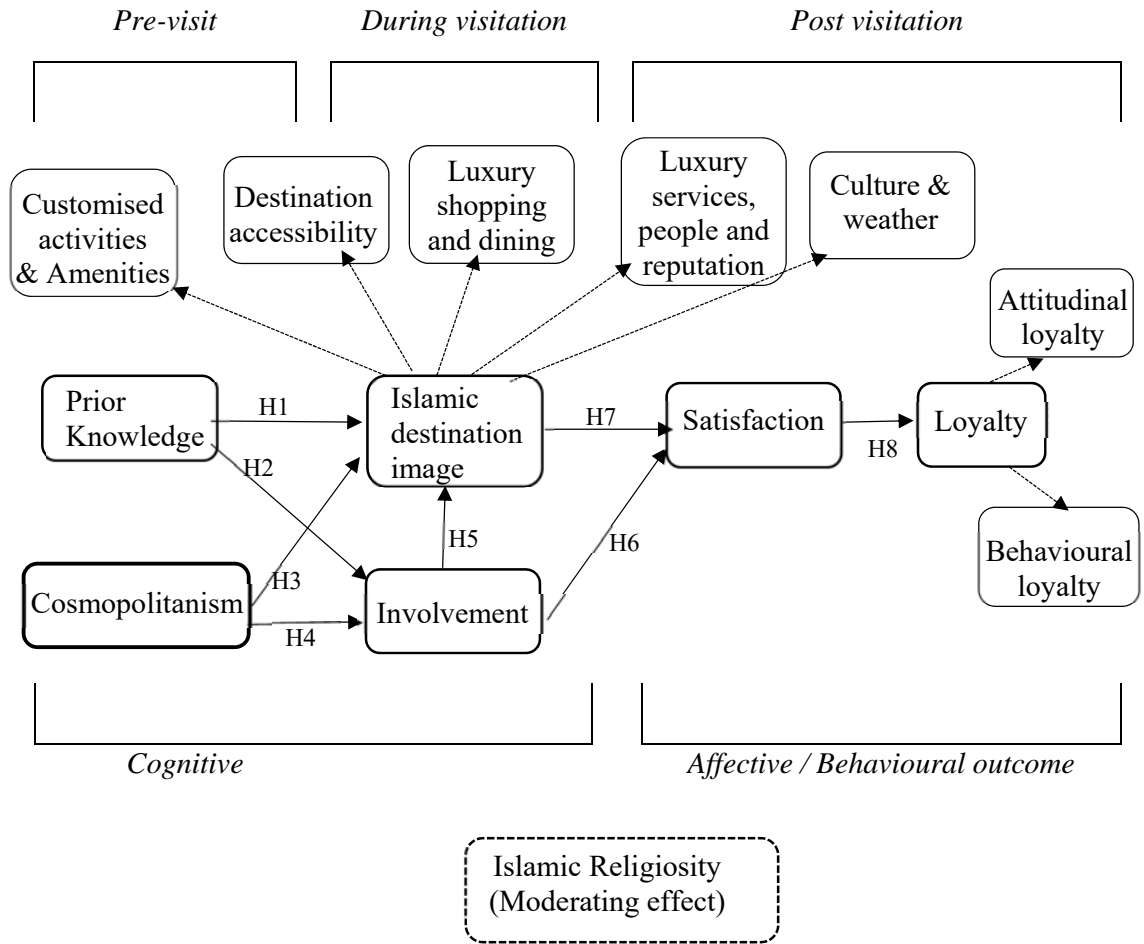 Pre-visit
During visitation
Post visitation
Customised
activities
& Amenities
Destination
accessibility
Luxury
shopping
and dining
Luxury
services,
people and
reputation
Culture &
weather
Attitudinal
loyalty
Prior
Knowledge
H1
H2
Islamic
destination
image
H7
Satisfaction
H8
Loyalty
Cosmopolitanism
H3
H4
H5
Involvement
H6
Behavioural
loyalty
Cognitive
Affective / Behavioural outcome
Islamic Religiosity
(Moderating effect)